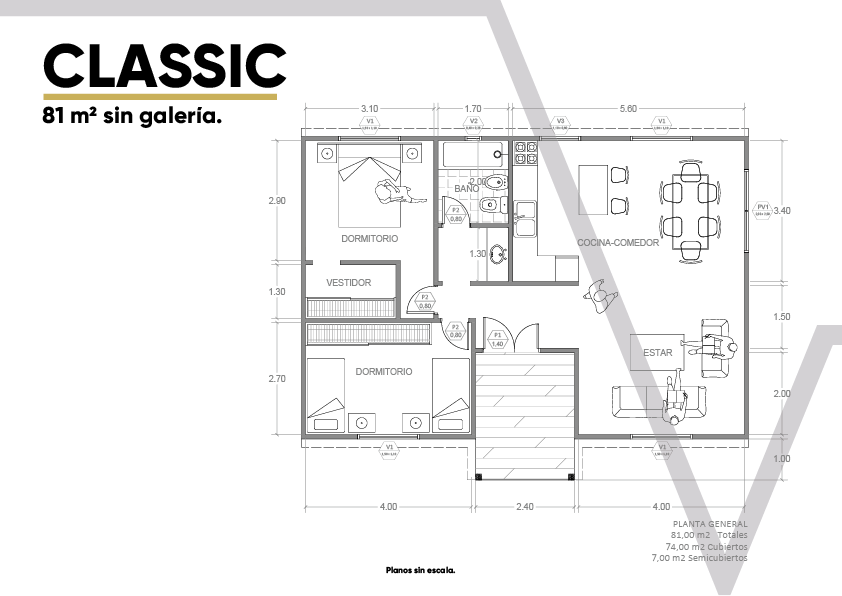 CLASSIC
81 m² sin galería.
3.10
1.70
5.60
V1
V2
V3
V1
2.90
BAÑO
2.00
P2
0,80
PV1
3.40
DORMITORIO
COCINA-COMEDOR
1.30
VESTIDOR
1.30
P2
0,80
1.50
P2
0,80
P1
1,40
ESTAR
DORMITORIO
2.70
2.00
V1
V1
1.00
4.00
2.40
4.00
PLANTA GENERAL
81,00 m2 Totales
74,00 m2 Cubiertos
7,00 m2 Semicubiertos
Planos sin escala.